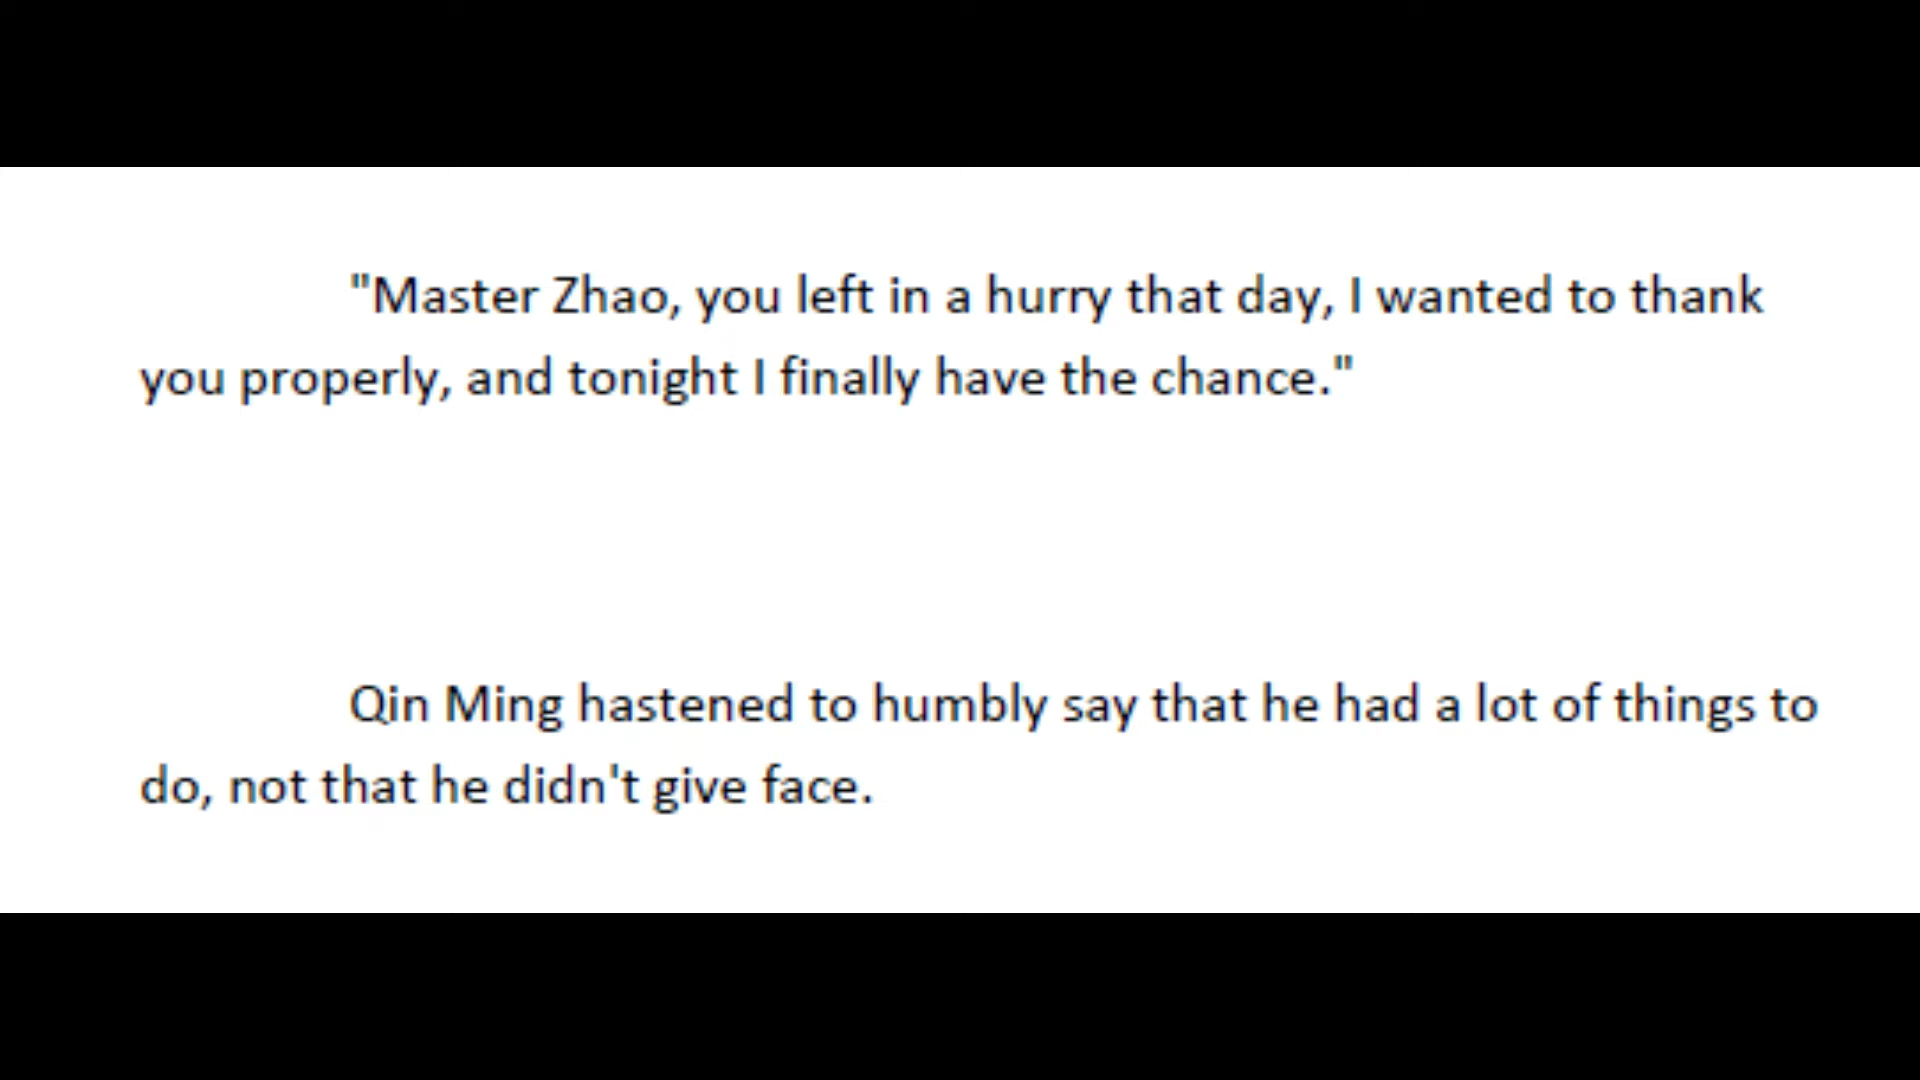 "Master Zhao, you left in a hurry that day, I wanted to thank
you properly, and tonight I finally have the chance."
Qin Ming hastened to humbly say that he had a lot of things to
do, not that he didn't give face.